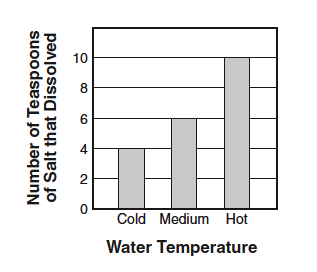 Number of Teaspoons
of Salt that Dissolved
10
8
6
4
2
0
Cold Medium Hot
Water Temperature